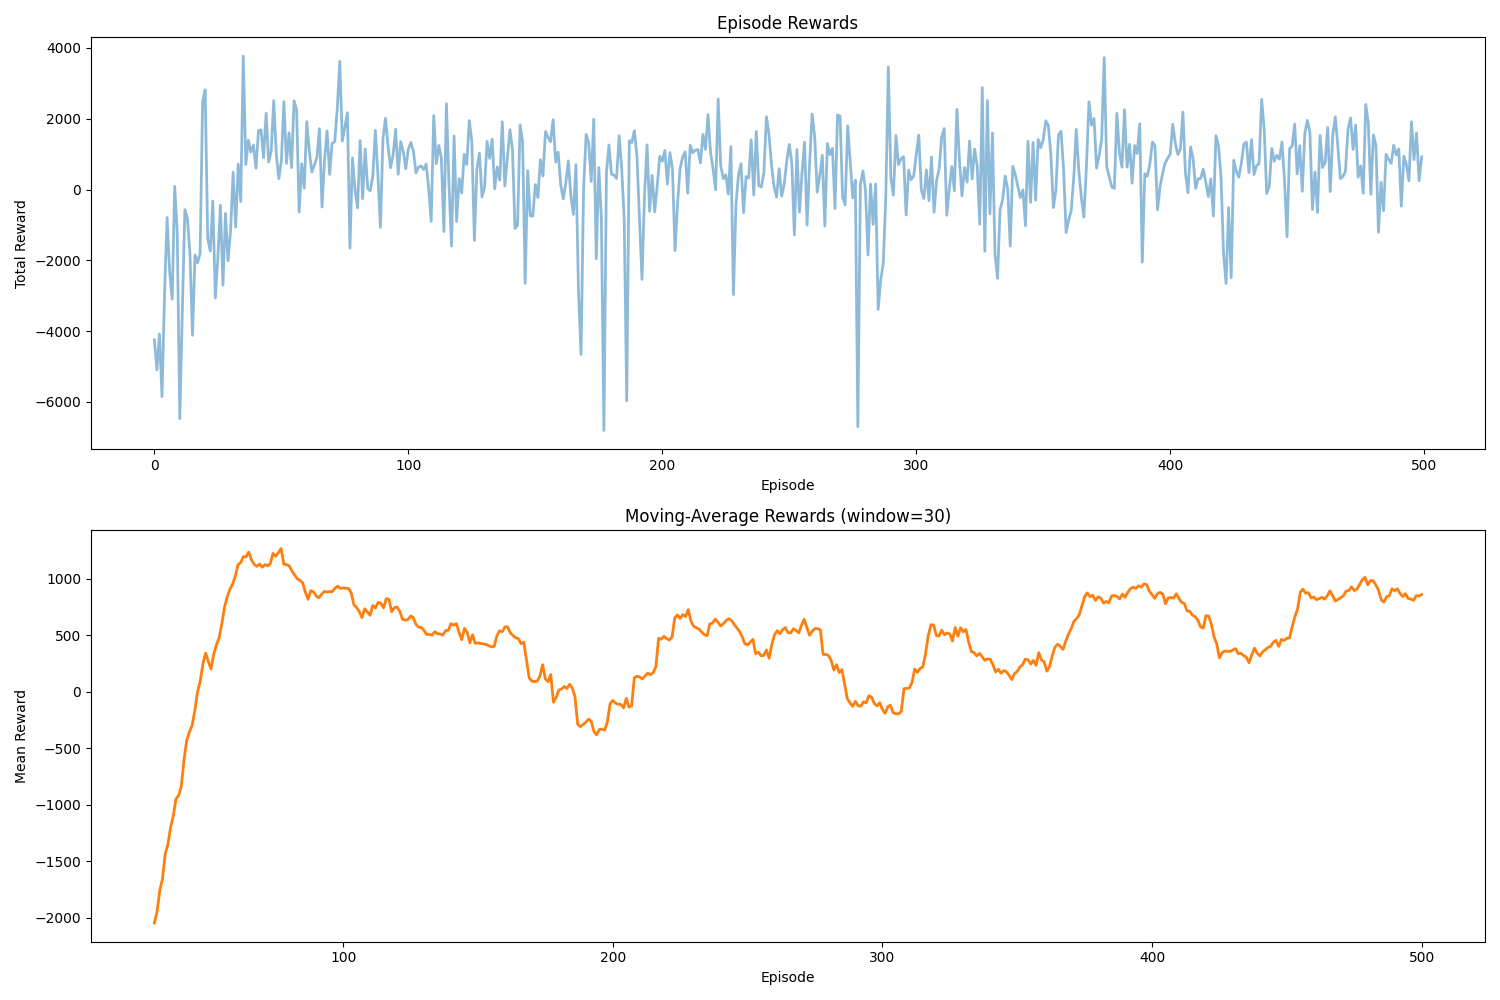 Episode Rewards
4000
2000
0
−2000
−4000
−6000
Total Reward
0 100 200 300 400 500
Episode
Moving-Average Rewards (window=30)
1000
500
0
−500
−1000
−1500
−2000
Mean Reward
100 200 300 400 500
Episode